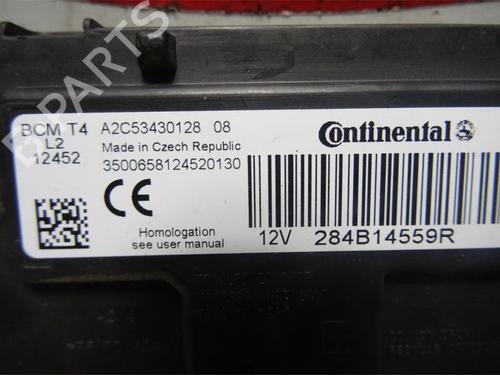 BCM T4 A2C53430128 08
L2 Made in Czech Republic
12452 3500658124520130
Continental
CE
Homologation
see user manual
12V 284B14559R
B-PARTS